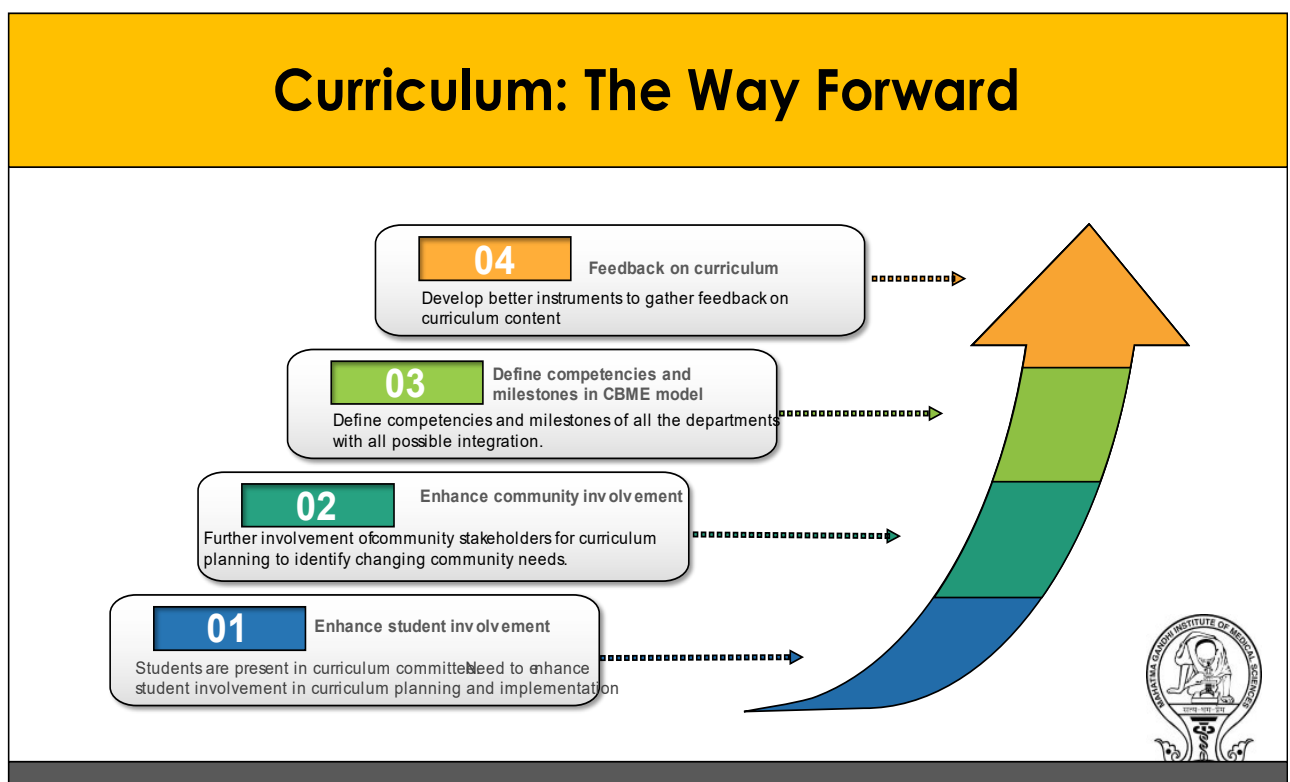 Curriculum: The Way Forward
04
Feedback on curriculum
Develop better instruments to gather feedback on
curriculum content
03
Define competencies and
milestones in CBME model
Define competencies and milestones of all the departments
with all possible integration.
02
Enhance community involvement
Further involvement of community stakeholders for curriculum
planning to identify changing community needs.
01
Enhance student involvement
Students are present in curriculum committee. Need to enhance
student involvement in curriculum planning and implementation
MAHATMA GANDHI INSTITUTE OF MEDICAL SCIENCES